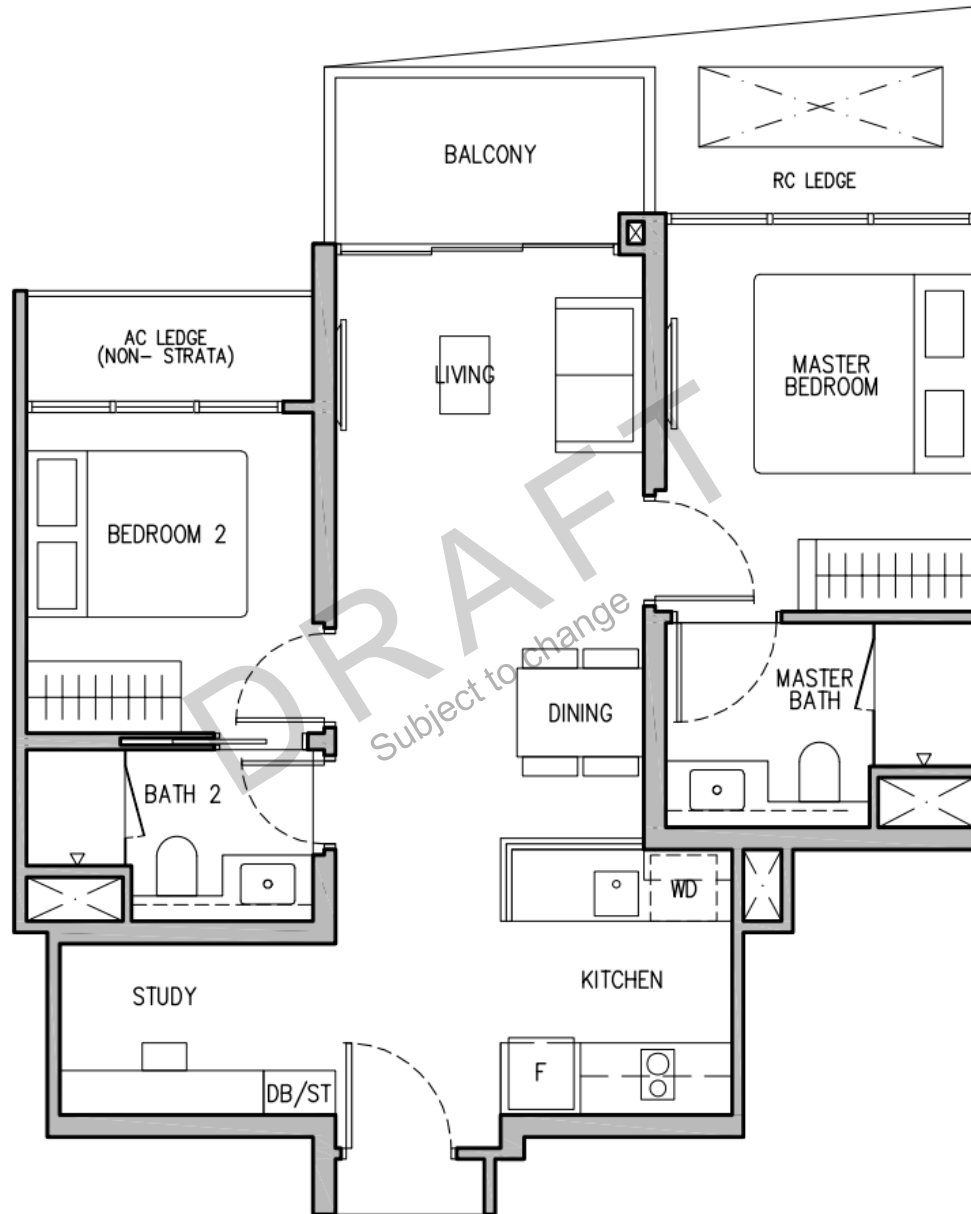 BALCONY
RC LEDGE
AC LEDGE
(NON- STRATA)
LIVING
MASTER
BEDROOM
BEDROOM 2
DRAFT
Subject to change
MASTER
BATH
DINING
BATH 2
WD
STUDY
KITCHEN
F
DB/ST